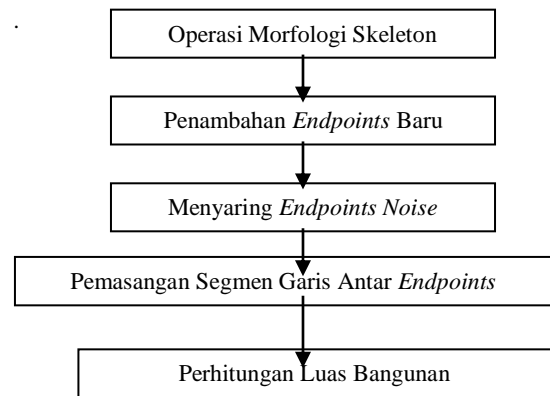 .
Operasi Morfologi Skeleton
Penambahan Endpoints Baru
Menyaring Endpoints Noise
Pemasangan Segmen Garis Antar Endpoints
Perhitungan Luas Bangunan